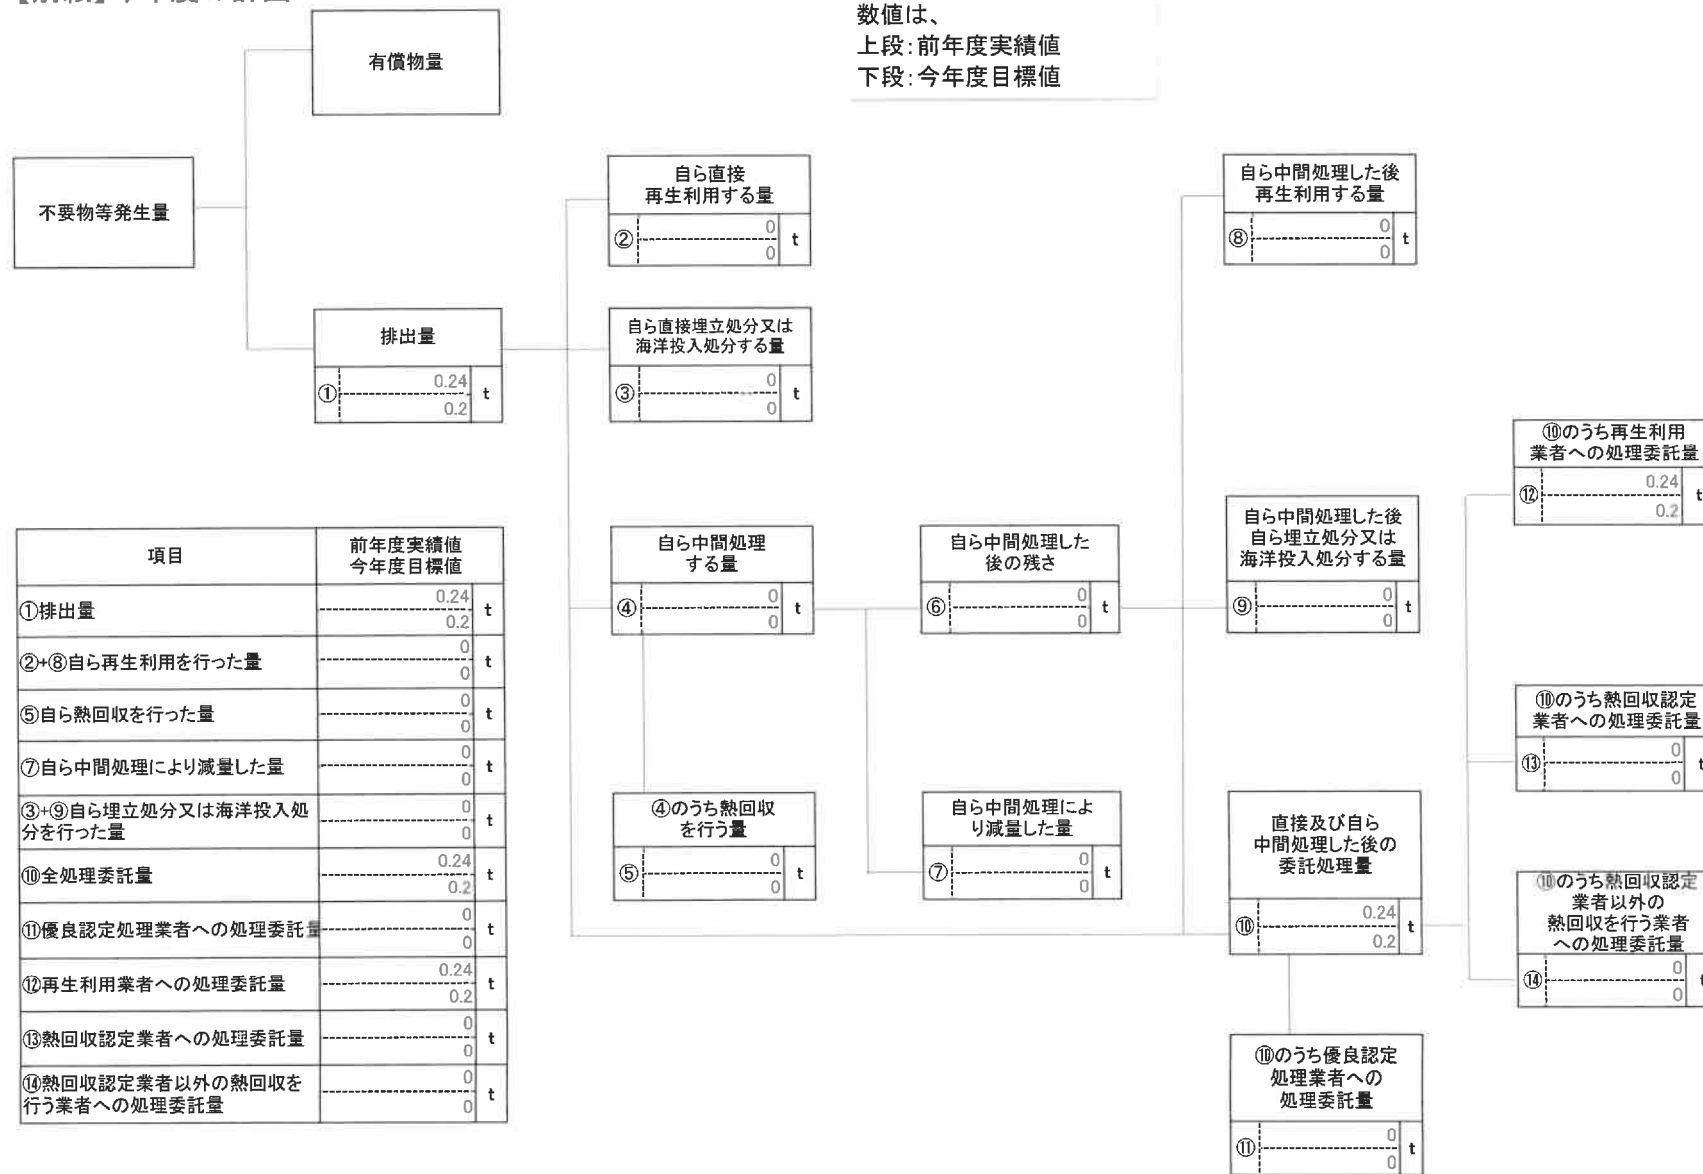 数値は、
上段:前年度実績値
下段:今年度目標値
有償物量
不要物等発生量
排出量
①
0.24
0.2
t
自ら直接
再生利用する量
②
0
0
t
自ら直接埋立処分又は
海洋投入処分する量
③
0
0
t
自ら中間処理
する量
④
0
0
t
④のうち熱回収
を行う量
⑤
0
0
t
自ら中間処理した
後の残さ
⑥
0
0
t
自ら中間処理によ
り減量した量
⑦
0
0
t
自ら中間処理した後
再生利用する量
⑧
0
0
t
自ら中間処理した後
自ら埋立処分又は
海洋投入処分する量
⑨
0
0
t
直接及び自ら
中間処理した後の
委託処理量
⑩
0.24
0.2
t
⑩のうち優良認定
処理業者への
処理委託量
⑪
0
0
t
⑩のうち再生利用
業者への処理委託量
⑫
0.24
0.2
t
⑩のうち熱回収認定
業者への処理委託量
⑬
0
0
t
⑩のうち熱回収認定
業者以外の
熱回収を行う業者
への処理委託量
⑭
0
0
t
項目
前年度実績値
今年度目標値
①排出量
0.24
0.2
t
②+⑧自ら再生利用を行った量
0
0
t
⑤自ら熱回収を行った量
0
0
t
⑦自ら中間処理により減量した量
0
0
t
③+⑨自ら埋立処分又は海洋投入処
分を行った量
0
0
t
⑩全処理委託量
0.24
0.2
t
⑪優良認定処理業者への処理委託量
0
0
t
⑫再生利用業者への処理委託量
0.24
0.2
t
⑬熱回収認定業者への処理委託量
0
0
t
⑭熱回収認定業者以外の熱回収を
行う業者への処理委託量
0
0
t